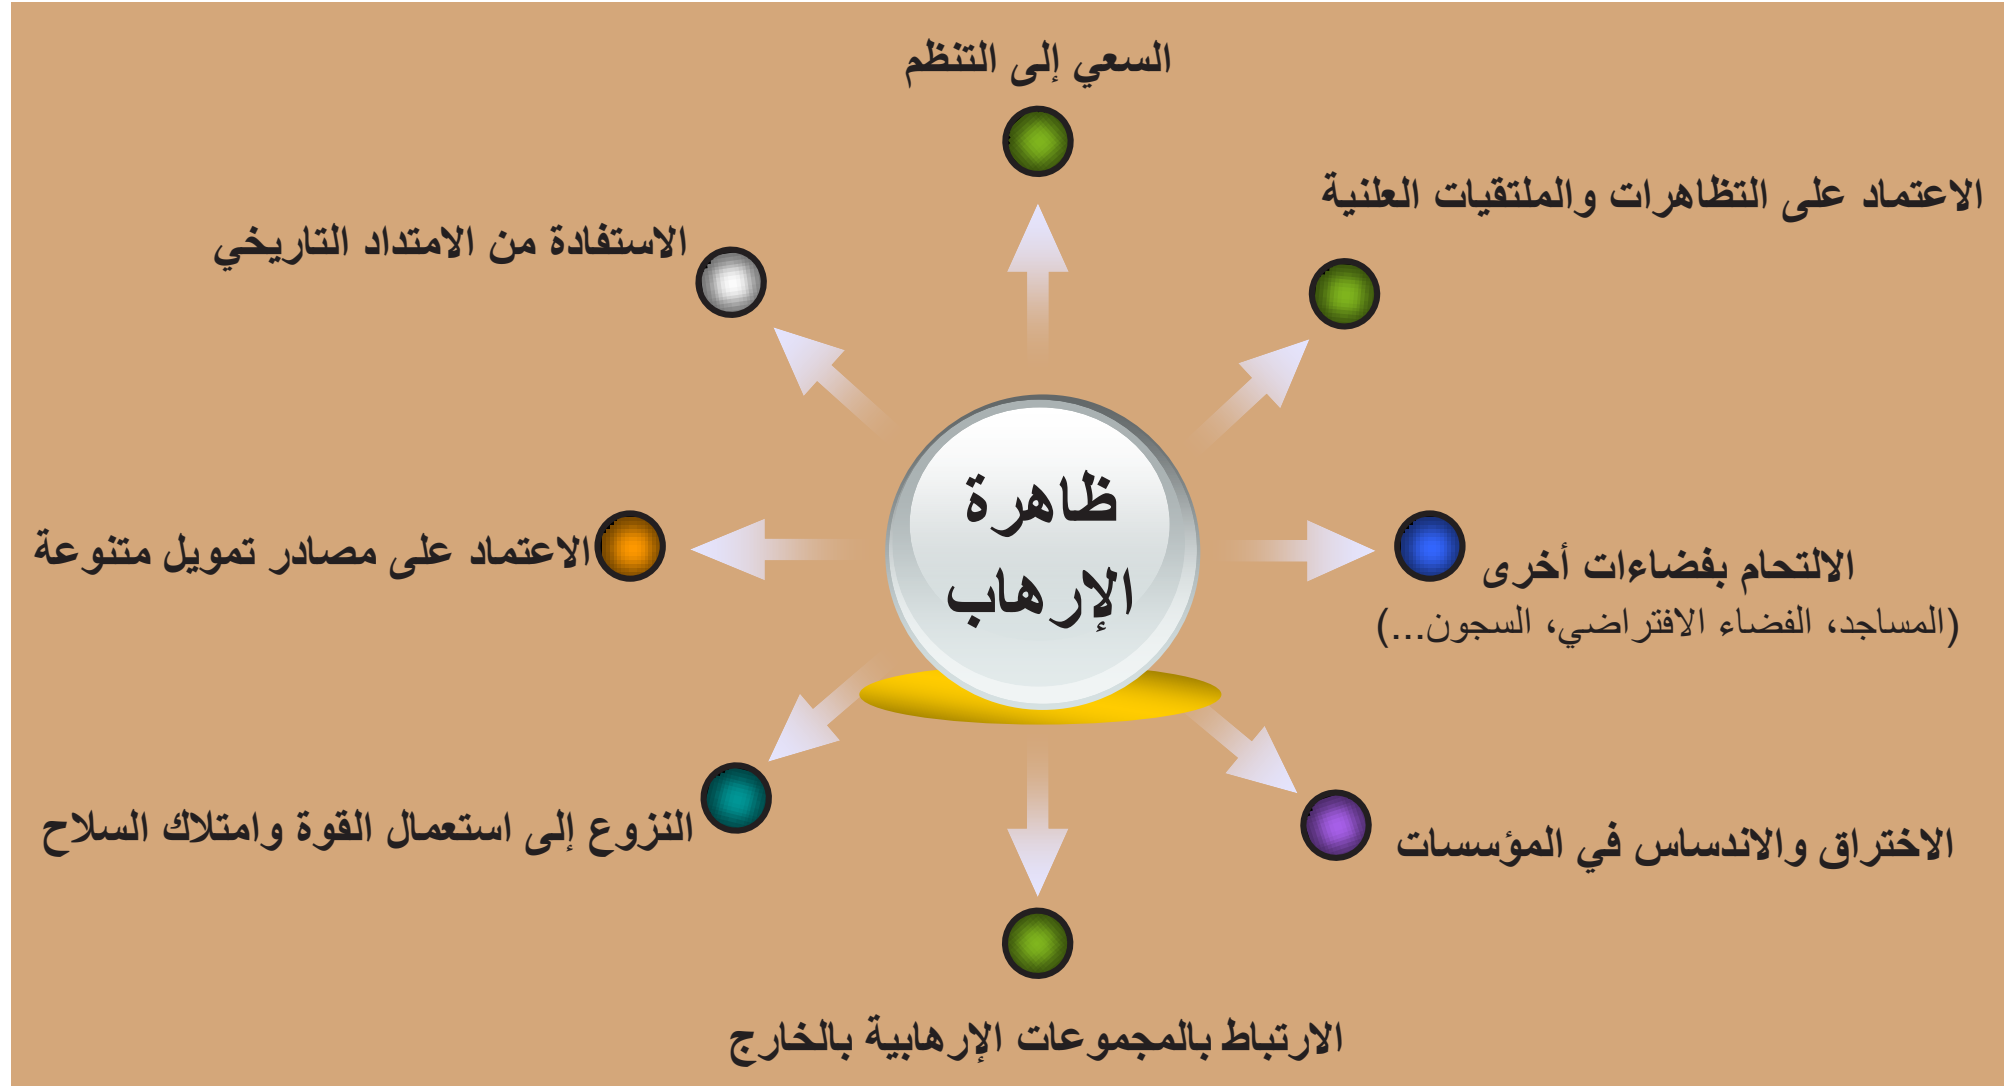 السعي إلى التنظم
الاعتماد على التظاهرات والملتقيات العلنية
الاستفادة من الامتداد التاريخي
ظاهرة
الإرهاب
الالتحام بفضاءات أخرى
(المساجد، الفضاء الافتراضي، السجون...)
الاعتماد على مصادر تمويل متنوعة
الاختراق والاندساس في المؤسسات
النزوع إلى استعمال القوة وامتلاك السلاح
الارتباط بالمجموعات الإرهابية بالخارج